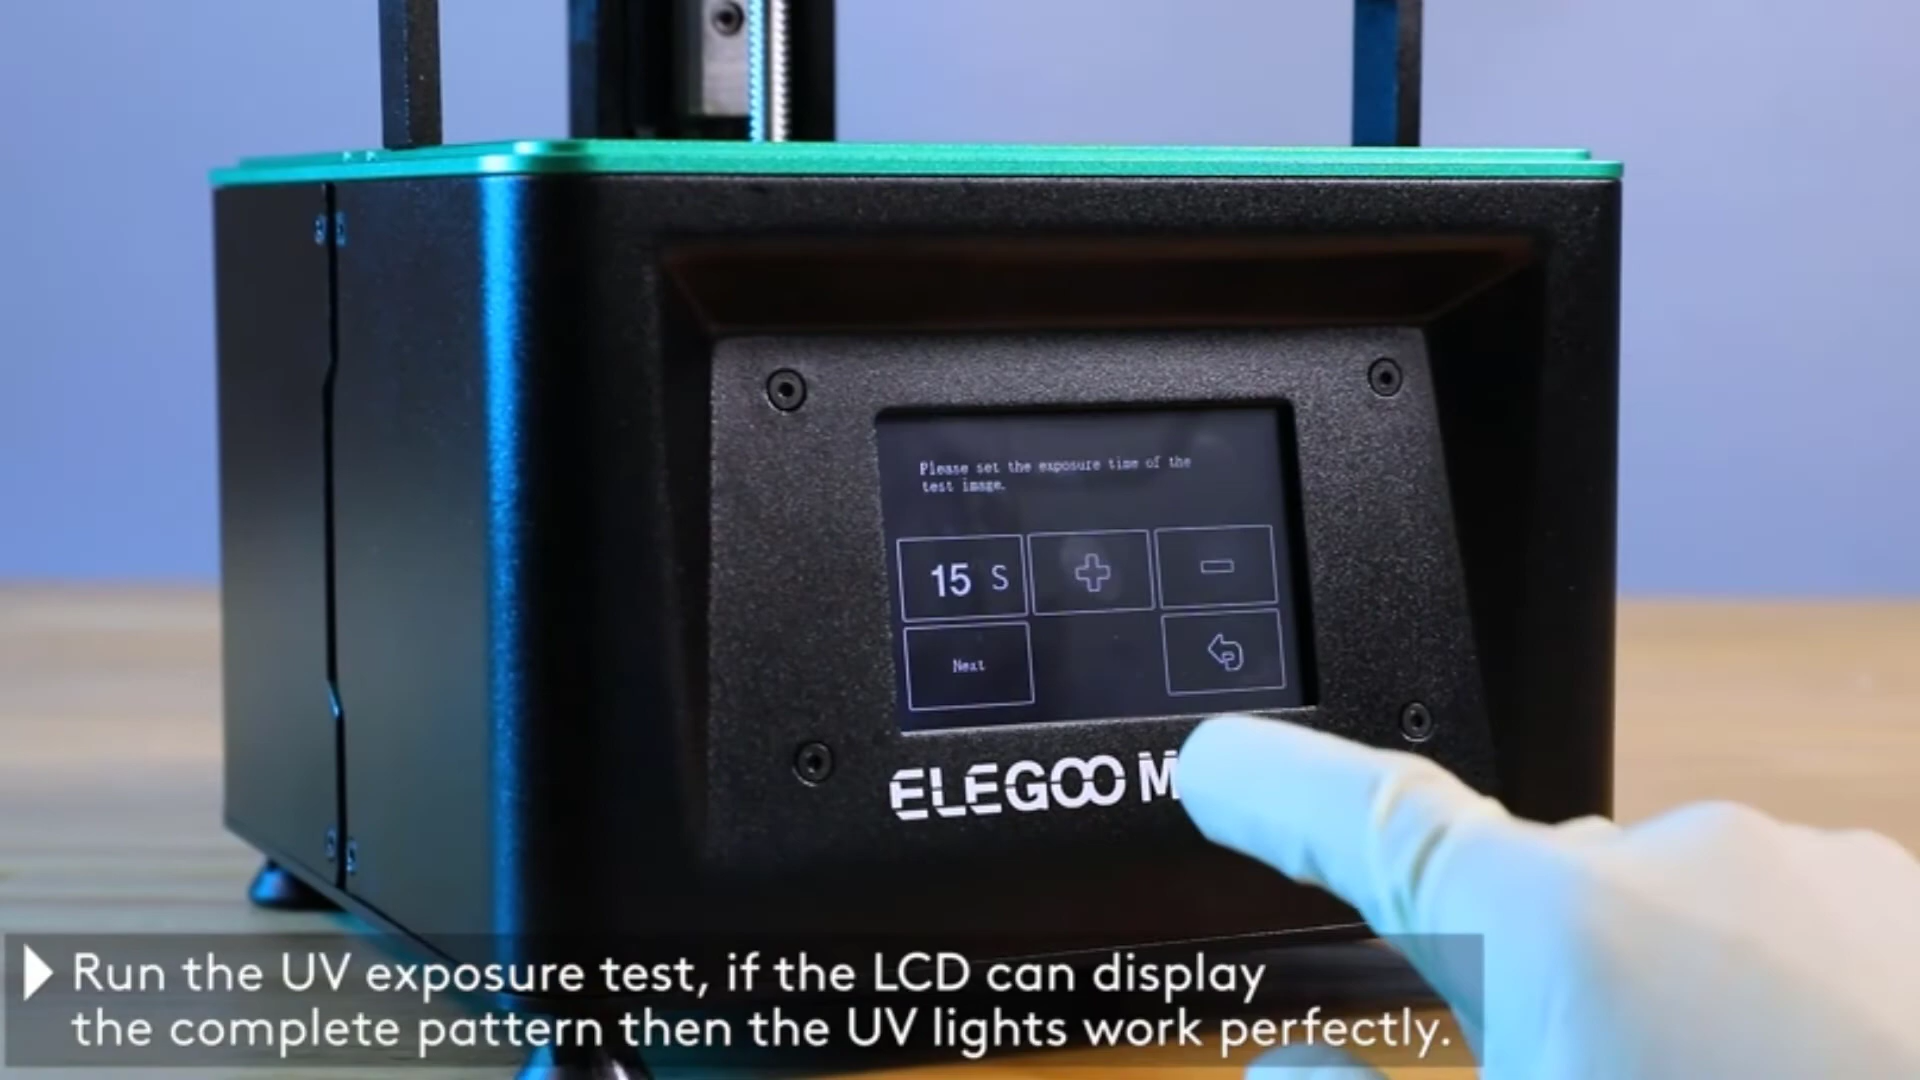 Please set the exposure time of the
test image.
15 S
Next
ELEGOO M
Run the UV exposure test, if the LCD can display
the complete pattern then the UV lights work perfectly.